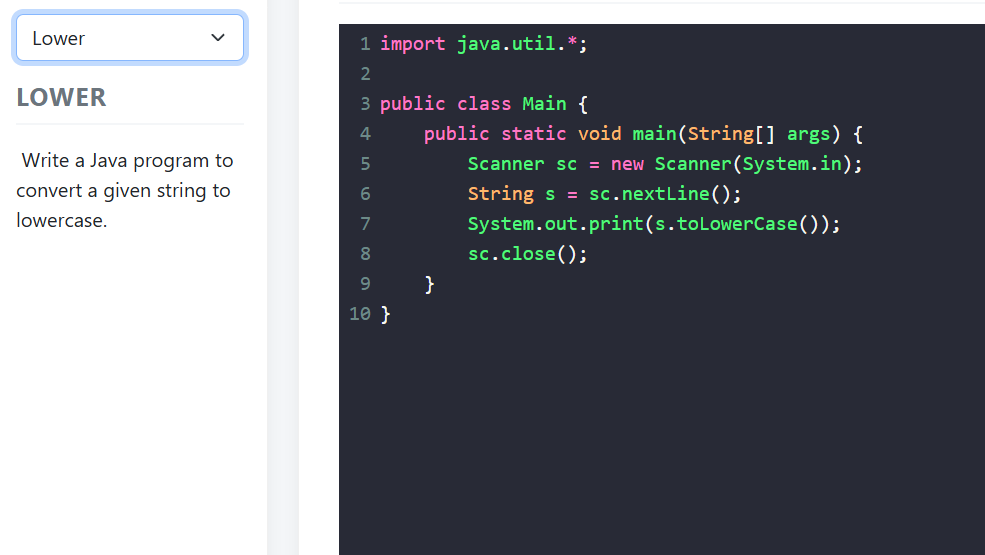 Lower
LOWER
Write a Java program to
convert a given string to
lowercase.
1 import java.util.*;
2
3 public class Main {
4     public static void main(String[] args) {
5         Scanner sc = new Scanner(System.in);
6         String s = sc.nextLine();
7         System.out.print(s.toLowerCase());
8         sc.close();
9     }
10 }